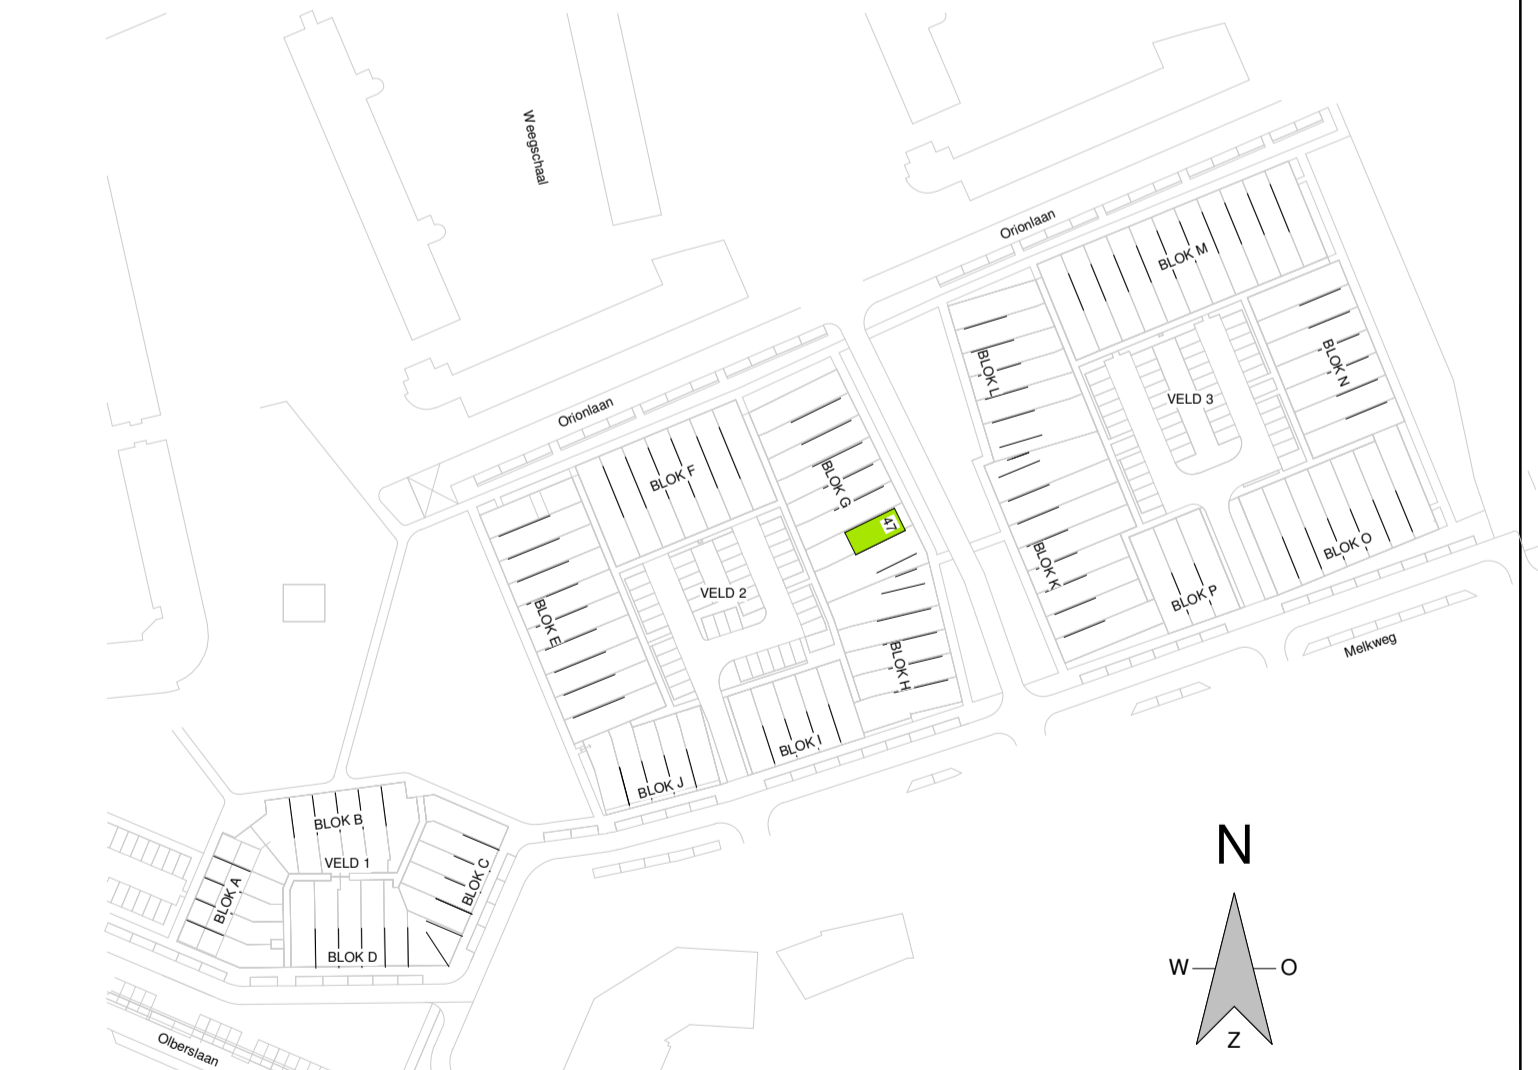 Weegschaal
Orionlaan
BLOK M
BLOK L
BLOK N
VELD 3
Orionlaan
BLOK F
BLOK G
47
BLOK E
VELD 2
BLOK H
BLOK K
BLOK P
BLOK O
Melkweg
BLOK I
BLOK J
BLOK B
VELD 1
BLOK A
BLOK C
BLOK D
Olberslaan
N
W
O
Z